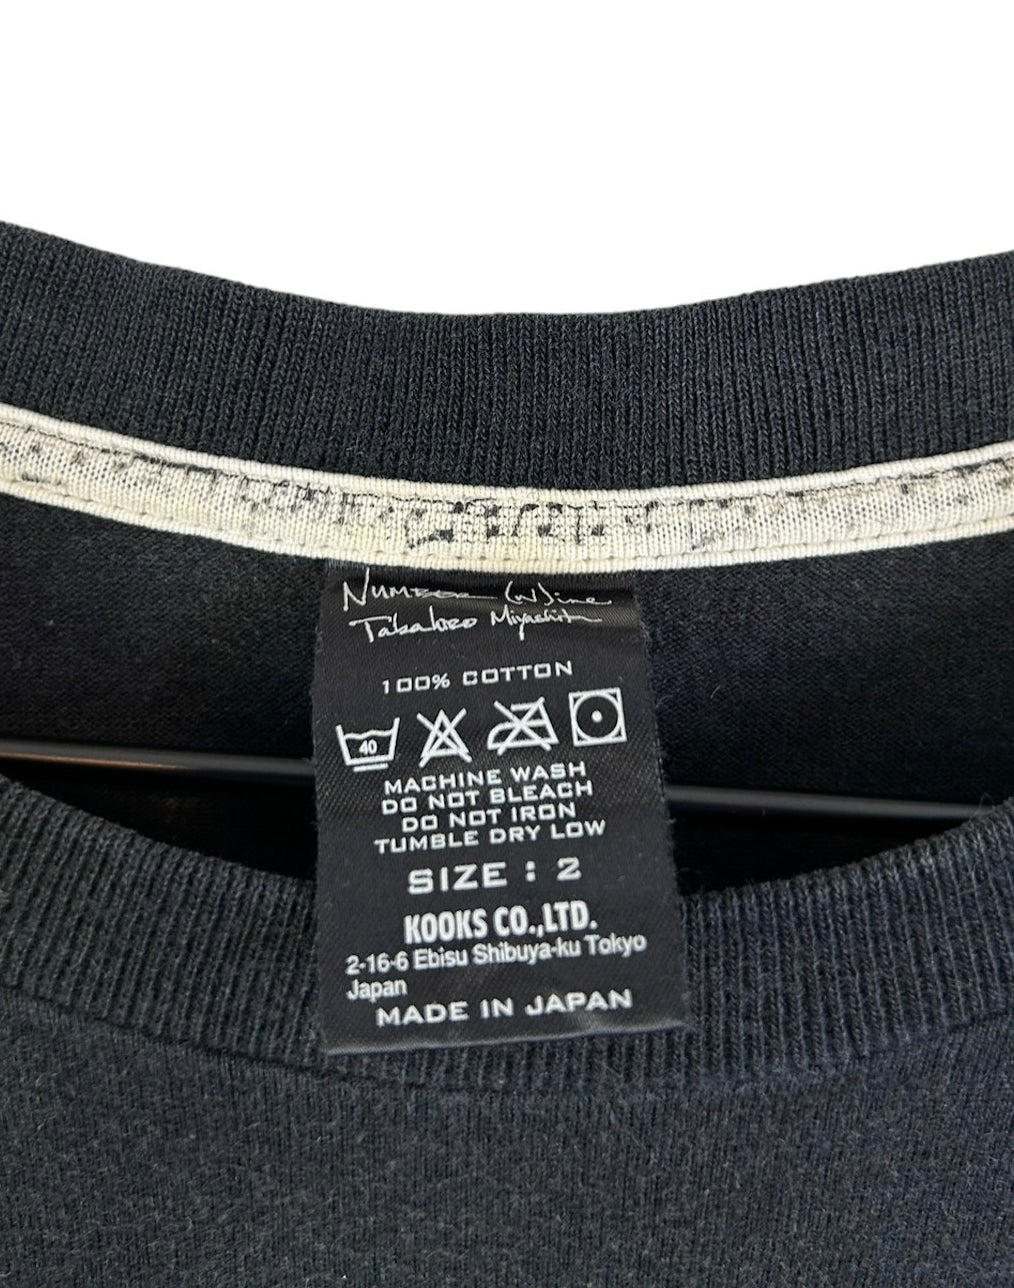 NUMBER (N)ine
Takahiro Miyashita
100% COTTON
40
MACHINE WASH
DO NOT BLEACH
DO NOT IRON
TUMBLE DRY LOW
SIZE : 2
KOOKS CO.,LTD.
2-16-6 Ebisu Shibuya-ku Tokyo
Japan
MADE IN JAPAN